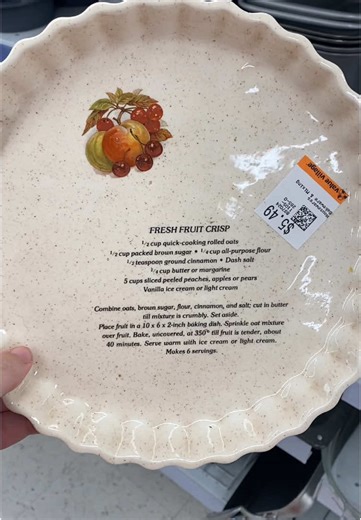 FRESH FRUIT CRISP
1/2 cup quick-cooking rolled oats
1/2 cup packed brown sugar • 1/4 cup all-purpose flour
1/2 teaspoon ground cinnamon • Dash salt
1/4 cup butter or margarine
5 cups sliced peeled peaches, apples or pears
Vanilla ice cream or light cream
Combine oats, brown sugar, flour, cinnamon, and salt; cut in butter
till mixture is crumbly. Set aside.
Place fruit in a 10 x 6 x 2-inch baking dish. Sprinkle oat mixture
over fruit. Bake, uncovered, at 350° till fruit is tender, about
40 minutes. Serve warm with ice cream or light cream.
Makes 6 servings.
value village
$5.49
Housewares
Bakeware & Mixing